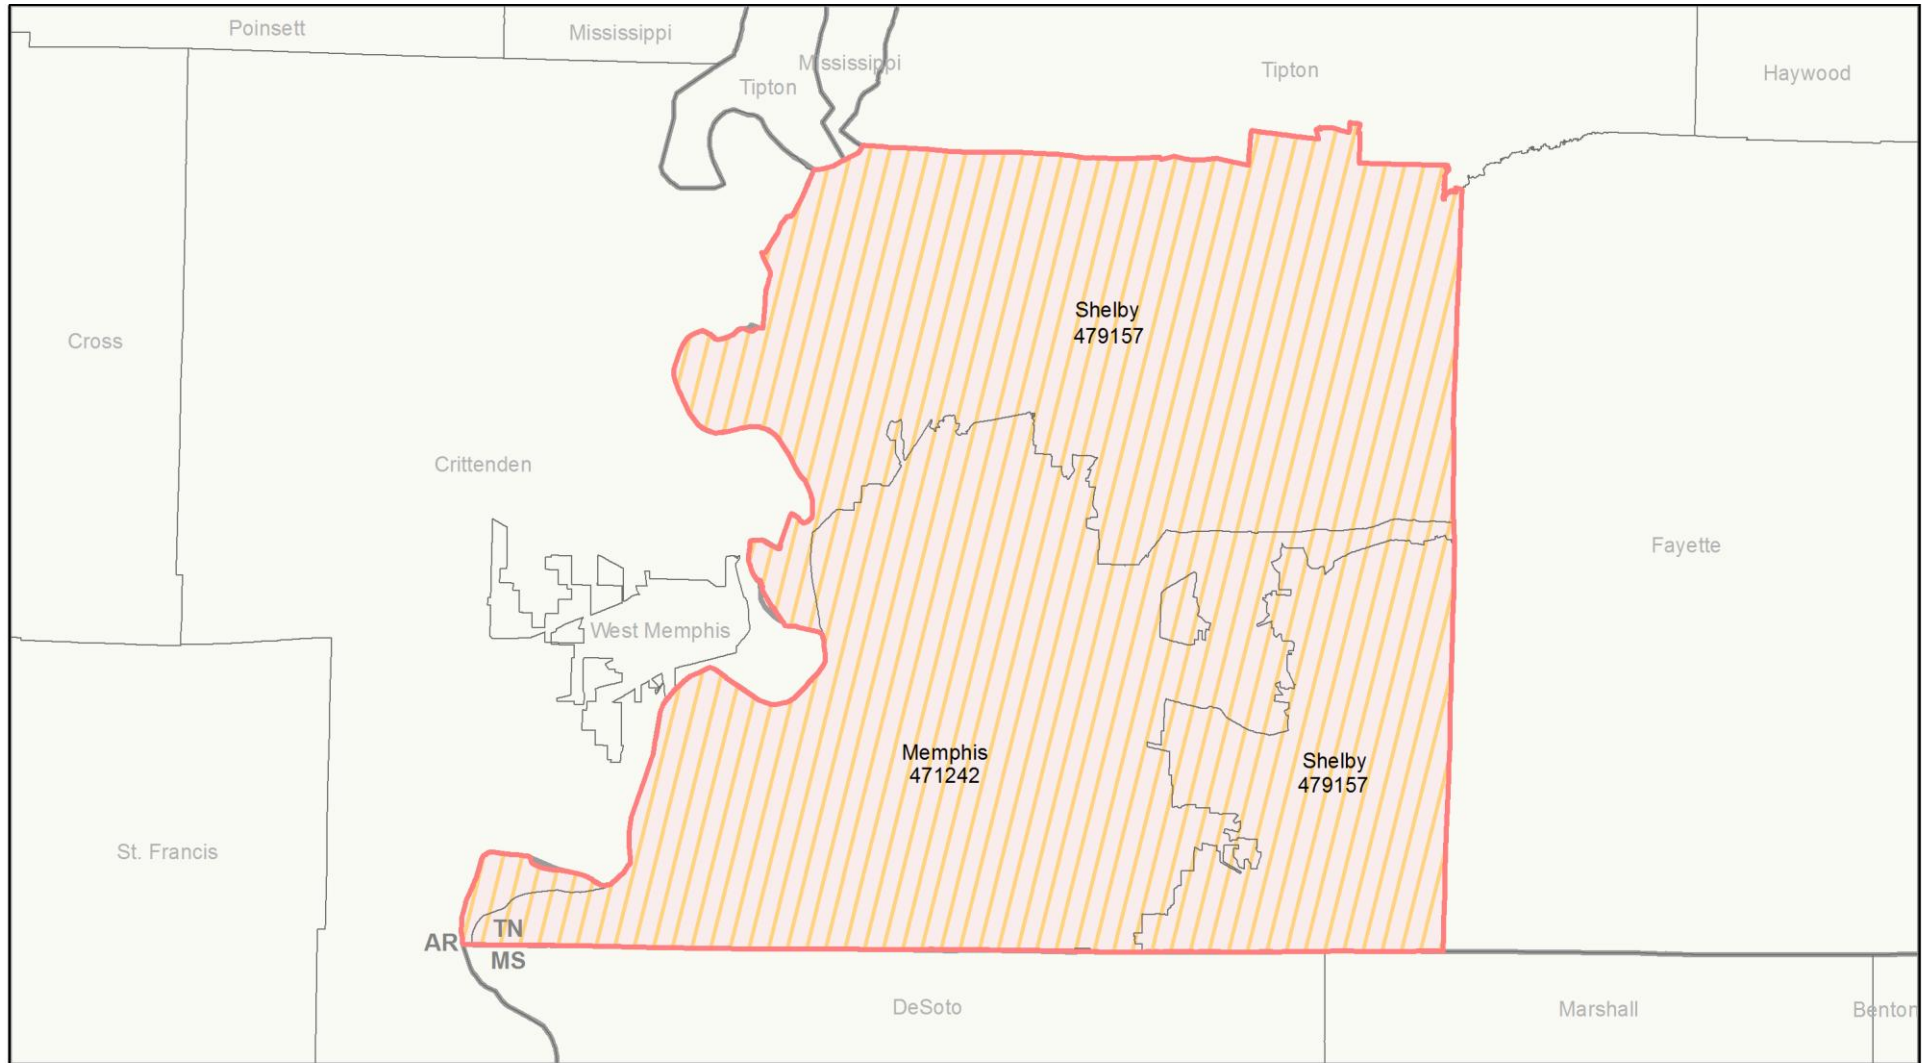 Poinsett
Mississippi
Mississippi
Tipton
Tipton
Haywood
Shelby
479157
Cross
Crittenden
Fayette
West Memphis
Memphis
471242
Shelby
479157
St. Francis
TN
AR
MS
DeSoto
Marshall
Benton